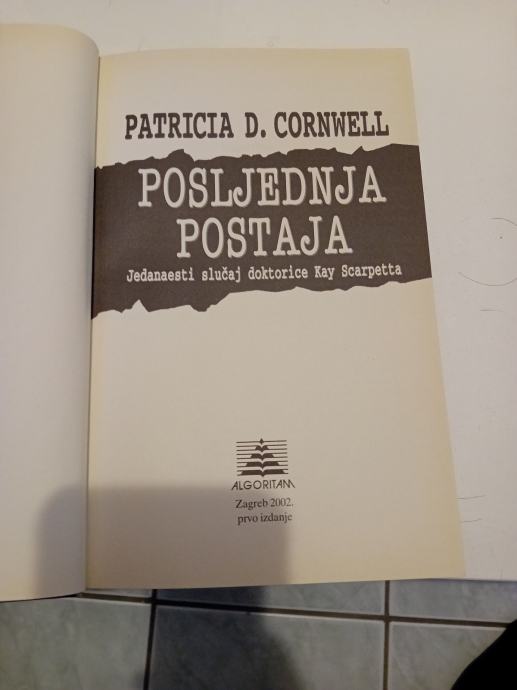 PATRICIA D. CORNWELL
POSLJEDNJA
POSTAJA
Jedanaesti slučaj doktorice Kay Scarpetta
ALGORITAM
Zagreb 2002.
prvo izdanje